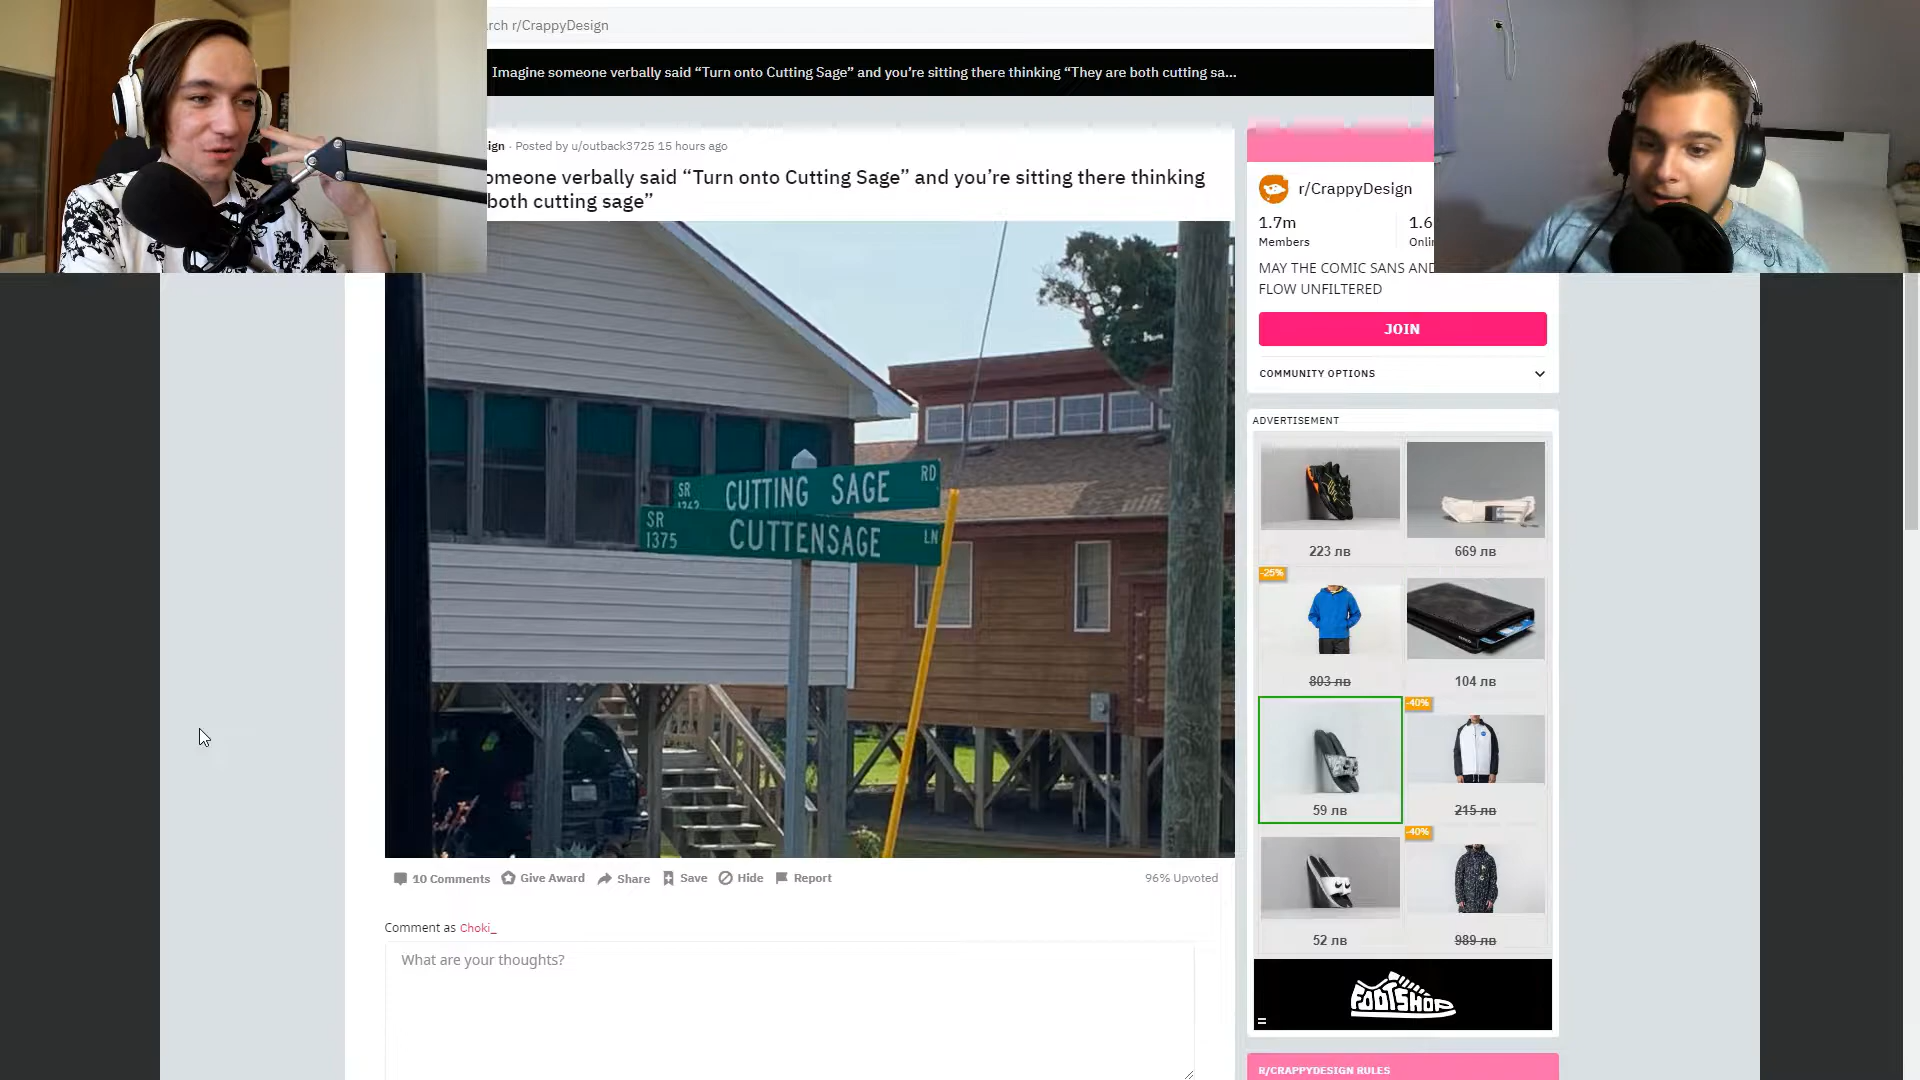 rch r/CrappyDesign
Imagine someone verbally said “Turn onto Cutting Sage” and you’re sitting there thinking “They are both cutting sa...
ign · Posted by u/outback3725 15 hours ago
omeone verbally said “Turn onto Cutting Sage” and you’re sitting there thinking
both cutting sage”
SR CUTTING SAGE RD
SR 1375 CUTTENSAGE LN
10 Comments Give Award Share Save Hide Report 96% Upvoted
Comment as Choki_
What are your thoughts?
r/CrappyDesign
1.7m 1.6
Members Onli
MAY THE COMIC SANS AND
FLOW UNFILTERED
JOIN
COMMUNITY OPTIONS
ADVERTISEMENT
223 лв 669 лв
-25%
803 лв 104 лв
-40%
59 лв 215 лв
-40%
52 лв 989 лв
FOOTSHOP
R/CRAPPYDESIGN RULES